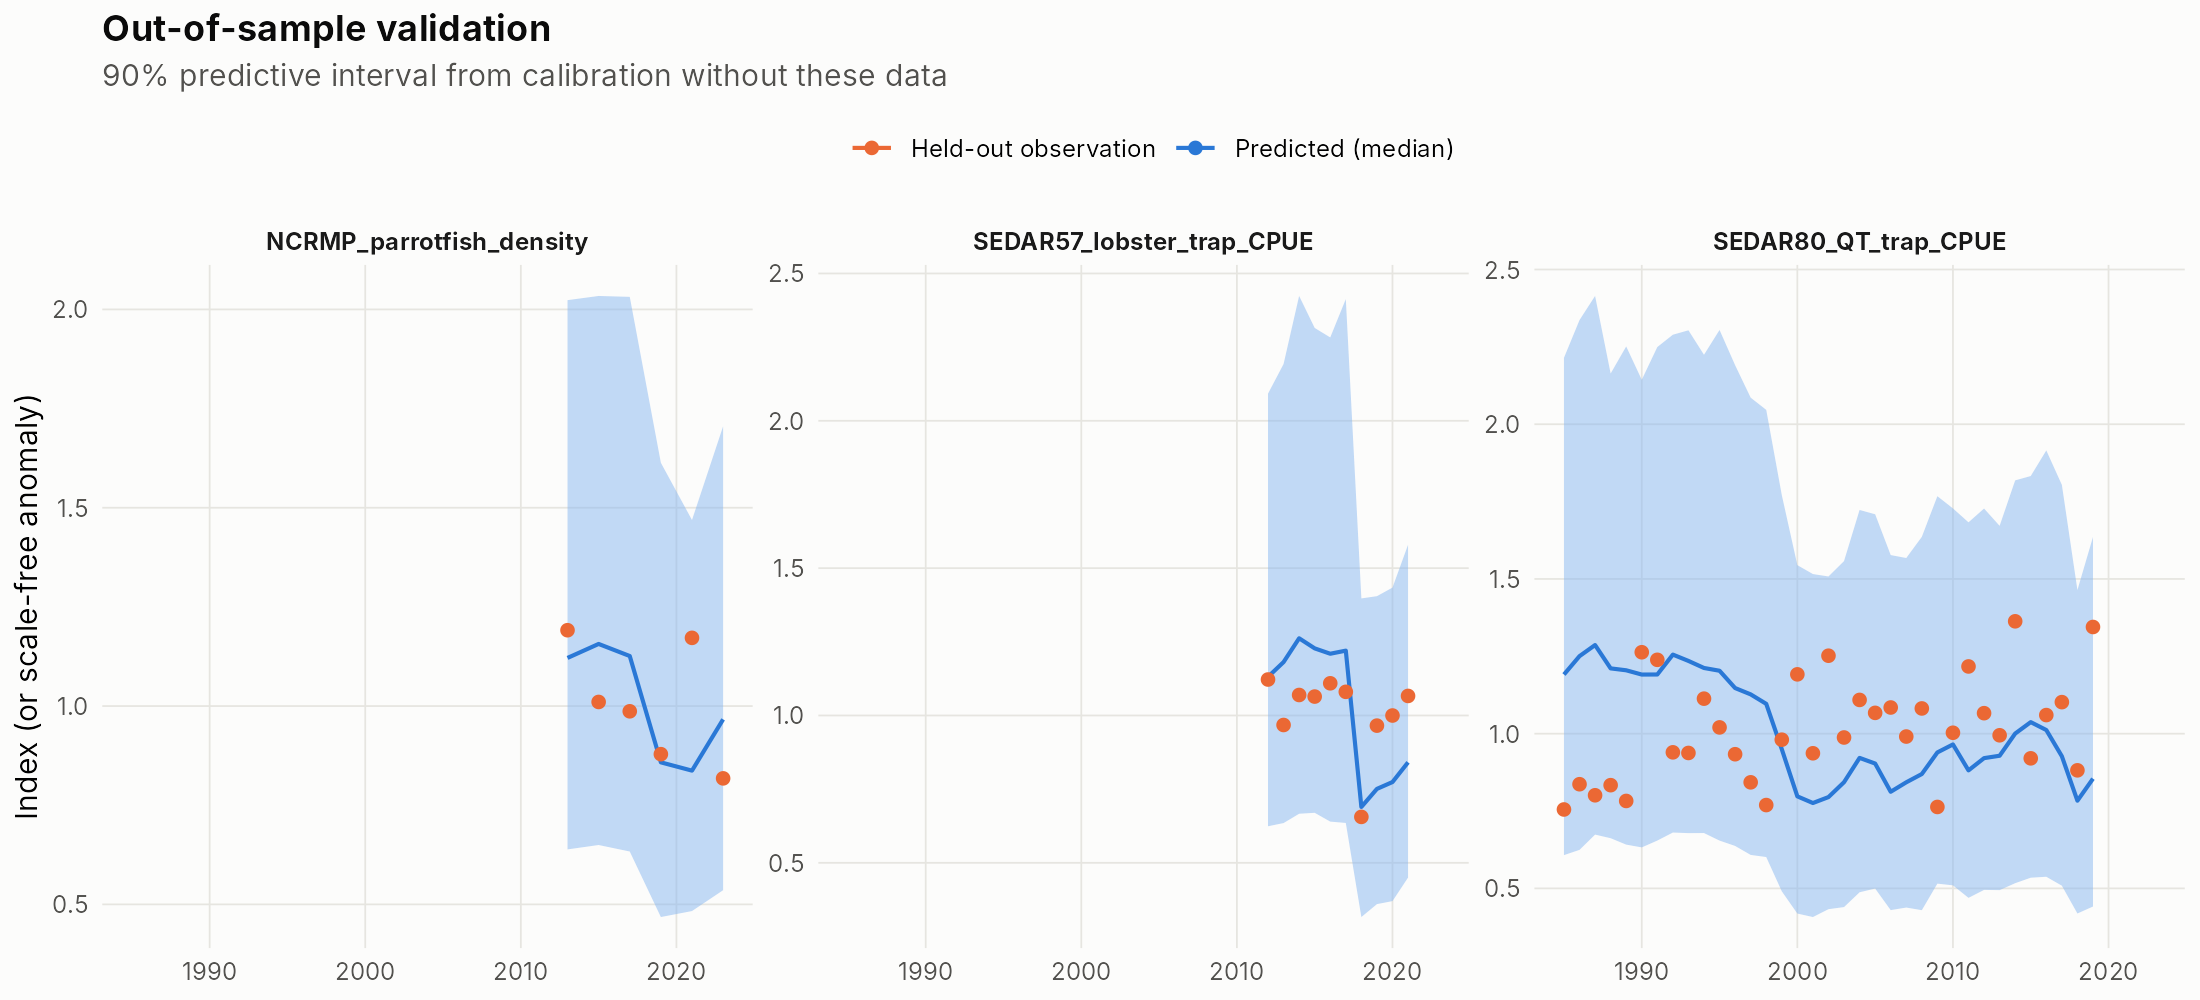 Out-of-sample validation
90% predictive interval from calibration without these data
Held-out observation Predicted (median)
NCRMP_parrotfish_density
SEDAR57_lobster_trap_CPUE
SEDAR80_QT_trap_CPUE
Index (or scale-free anomaly)
2.0
1.5
1.0
0.5
1990 2000 2010 2020
2.5
2.0
1.5
1.0
0.5
1990 2000 2010 2020
2.5
2.0
1.5
1.0
0.5
1990 2000 2010 2020